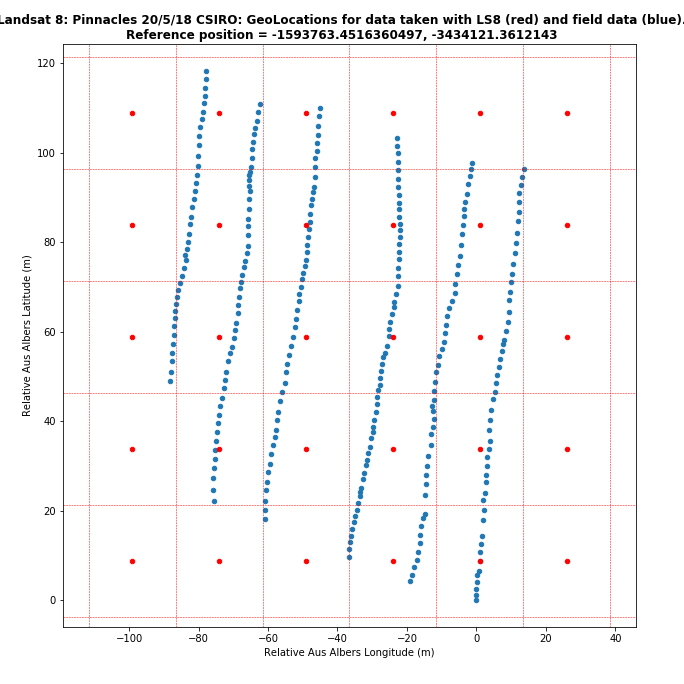 Landsat 8: Pinnacles 20/5/18 CSIRO: GeoLocations for data taken with LS8 (red) and field data (blue).
Reference position = -1593763.4516360497, -3434121.3612143
120
100
80
60
40
20
0
Relative Aus Albers Latitude (m)
−100 −80 −60 −40 −20 0 20 40
Relative Aus Albers Longitude (m)